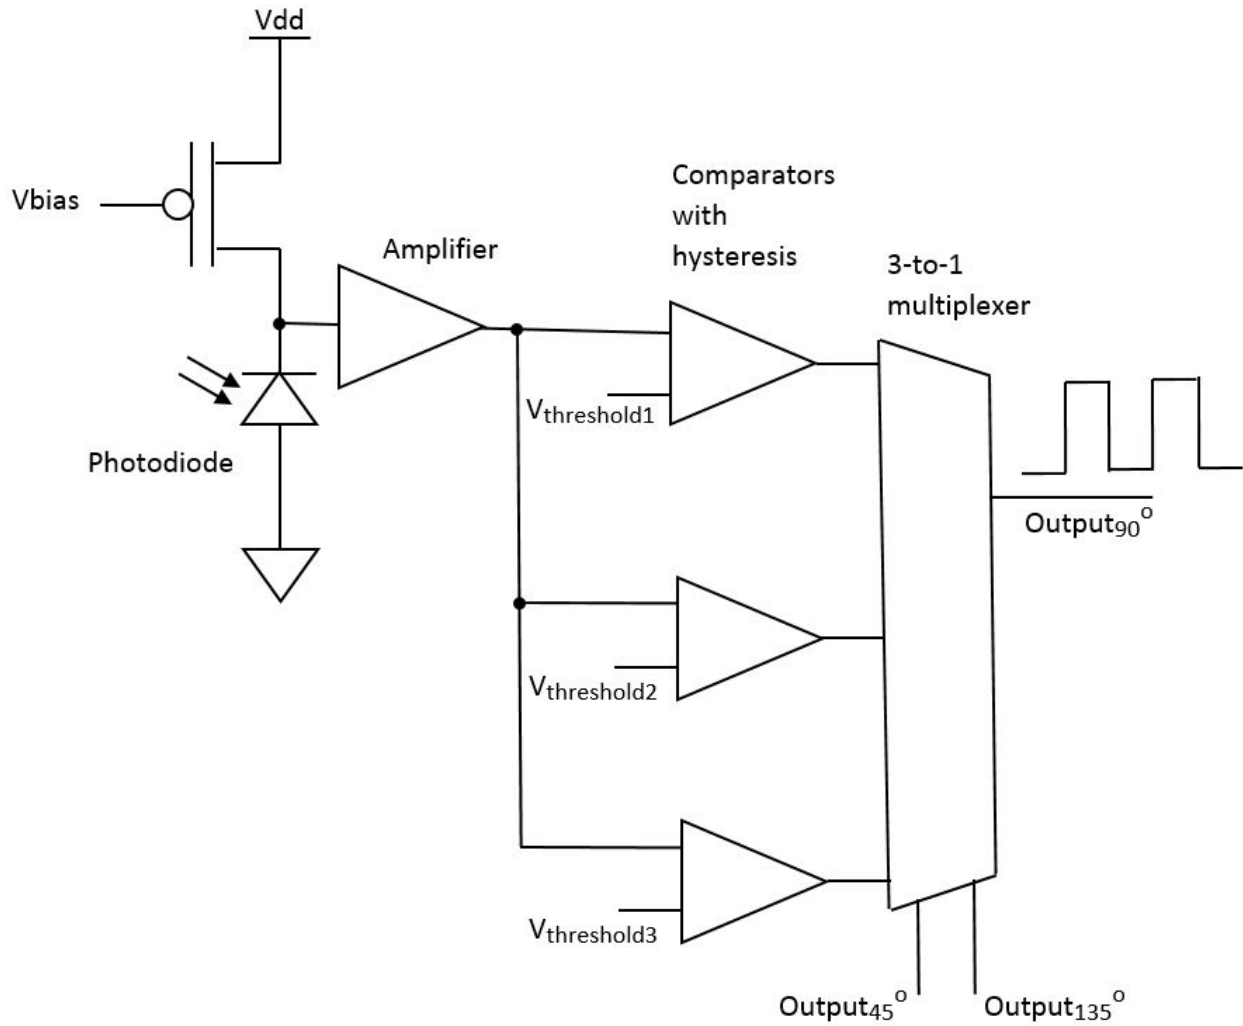 Vdd
Vbias
Amplifier
Comparators
with
hysteresis
3-to-1
multiplexer
Photodiode
Vthreshold1
Output90o
Vthreshold2
Vthreshold3
Output45o
Output135o